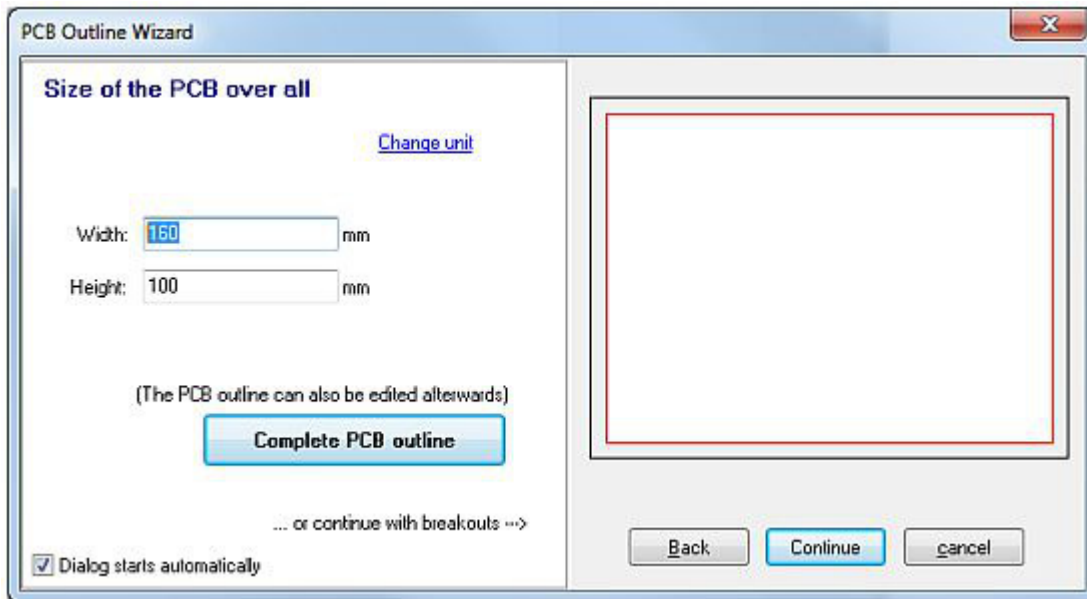 PCB Outline Wizard
Size of the PCB over all
Change unit
Width: 160 mm
Height: 100 mm
(The PCB outline can also be edited afterwards)
Complete PCB outline
... or continue with breakouts --->
Dialog starts automatically
Back Continue cancel